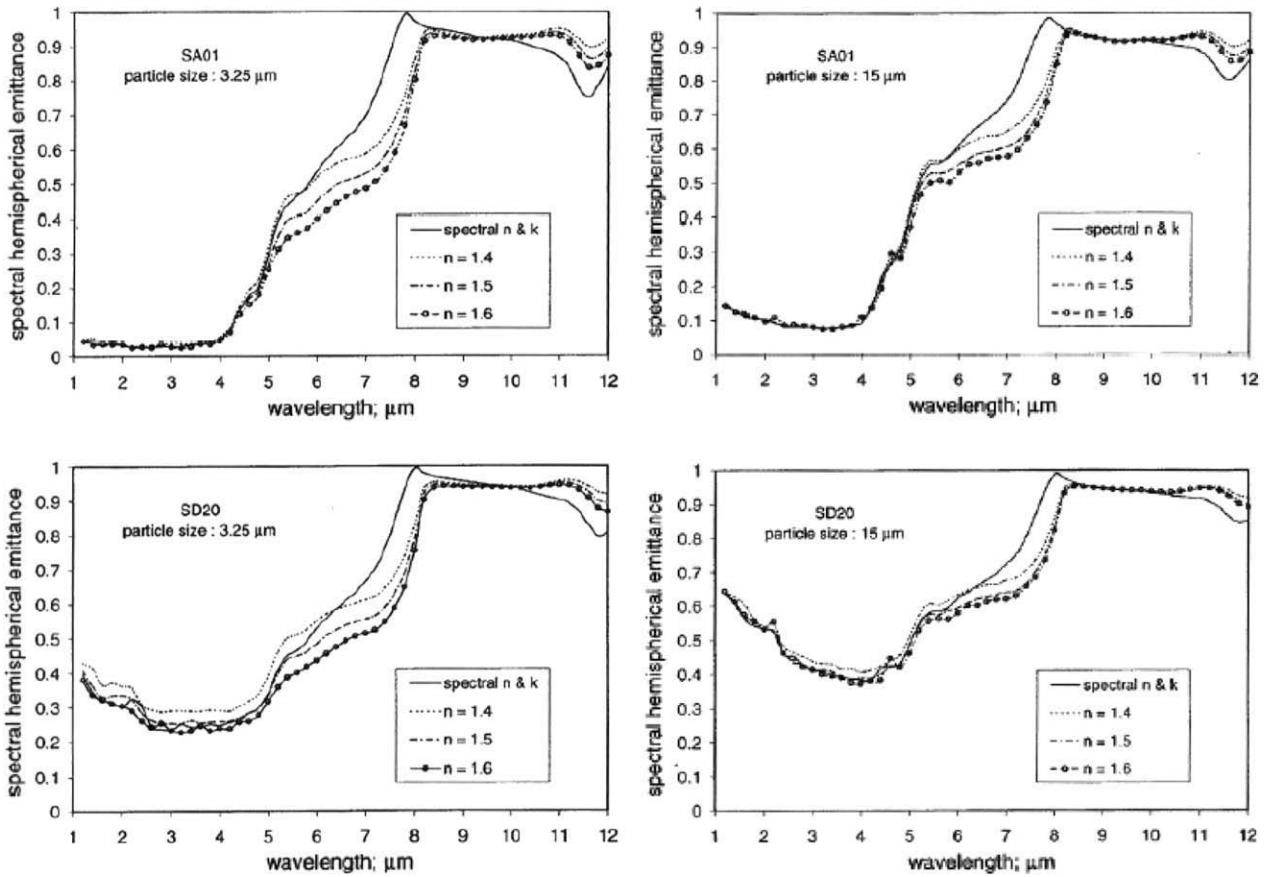 spectral hemispherical emittance
1
0.9
0.8
0.7
0.6
0.5
0.4
0.3
0.2
0.1
0
SA01
particle size : 3.25 μm
spectral n & k
n = 1.4
n = 1.5
n = 1.6
1 2 3 4 5 6 7 8 9 10 11 12
wavelength; μm
spectral hemispherical emittance
1
0.9
0.8
0.7
0.6
0.5
0.4
0.3
0.2
0.1
0
SA01
particle size : 15 μm
spectral n & k
n = 1.4
n = 1.5
n = 1.6
1 2 3 4 5 6 7 8 9 10 11 12
wavelength; μm
spectral hemispherical emittance
1
0.9
0.8
0.7
0.6
0.5
0.4
0.3
0.2
0.1
0
SD20
particle size : 3.25 μm
spectral n & k
n = 1.4
n = 1.5
n = 1.6
1 2 3 4 5 6 7 8 9 10 11 12
wavelength; μm
spectral hemispherical emittance
1
0.9
0.8
0.7
0.6
0.5
0.4
0.3
0.2
0.1
0
SD20
particle size : 15 μm
spectral n & k
n = 1.4
n = 1.5
n = 1.6
1 2 3 4 5 6 7 8 9 10 11 12
wavelength; μm